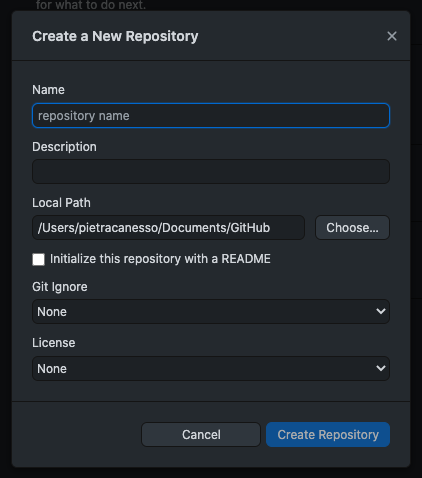 for what to do next.
Create a New Repository
Name
repository name
Description
Local Path
/Users/pietracanesso/Documents/GitHub
Choose...
Initialize this repository with a README
Git Ignore
None
License
None
Cancel
Create Repository